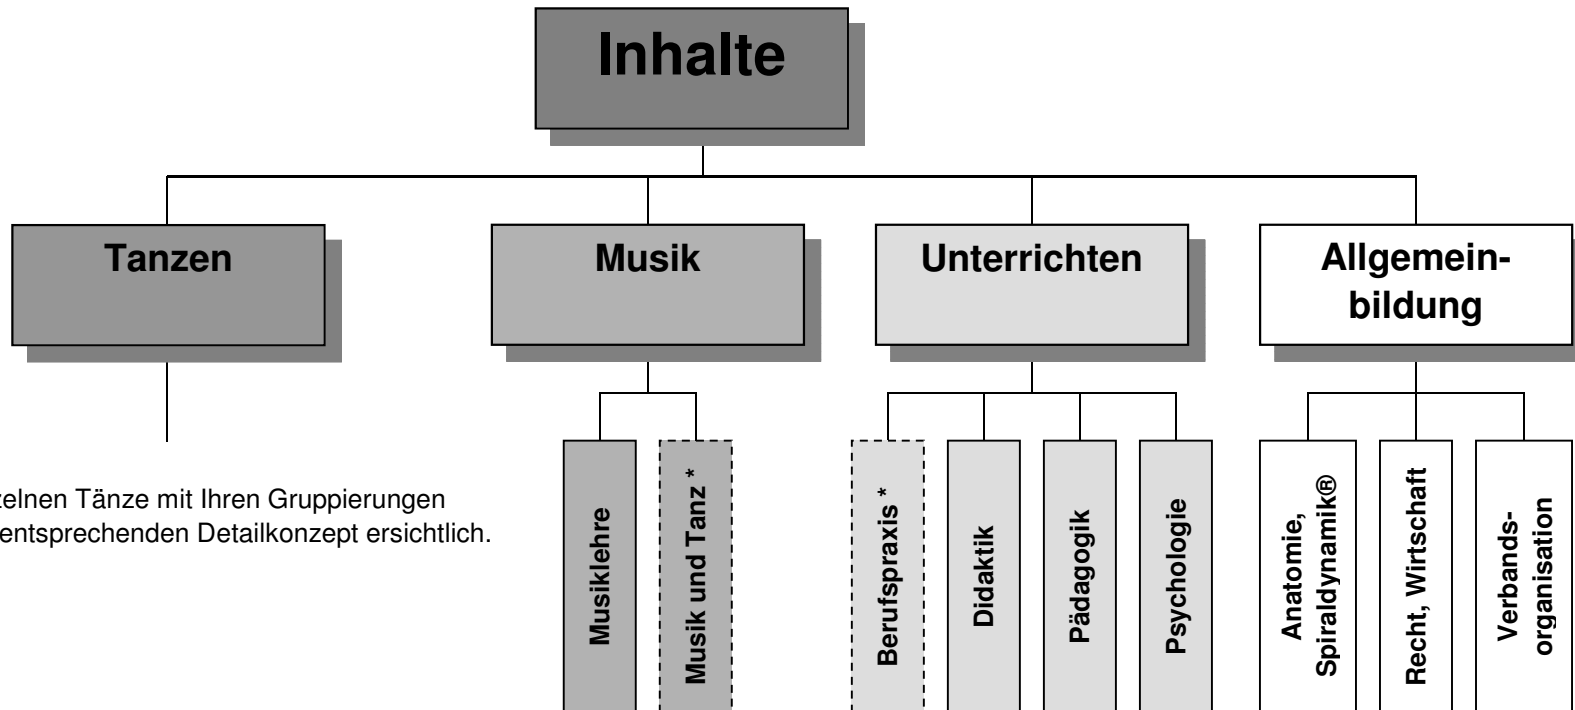 Inhalte
Tanzen
Musik
Unterrichten
Allgemein-
bildung
Tänze mit Ihren Gruppierungen
entsprechenden Detailkonzept ersichtlich.
Musiklehre
Musik und Tanz *
Berufspraxis *
Didaktik
Pädagogik
Psychologie
Anatomie,
Spiraldynamik®
Recht, Wirtschaft
Verbands-
organisation